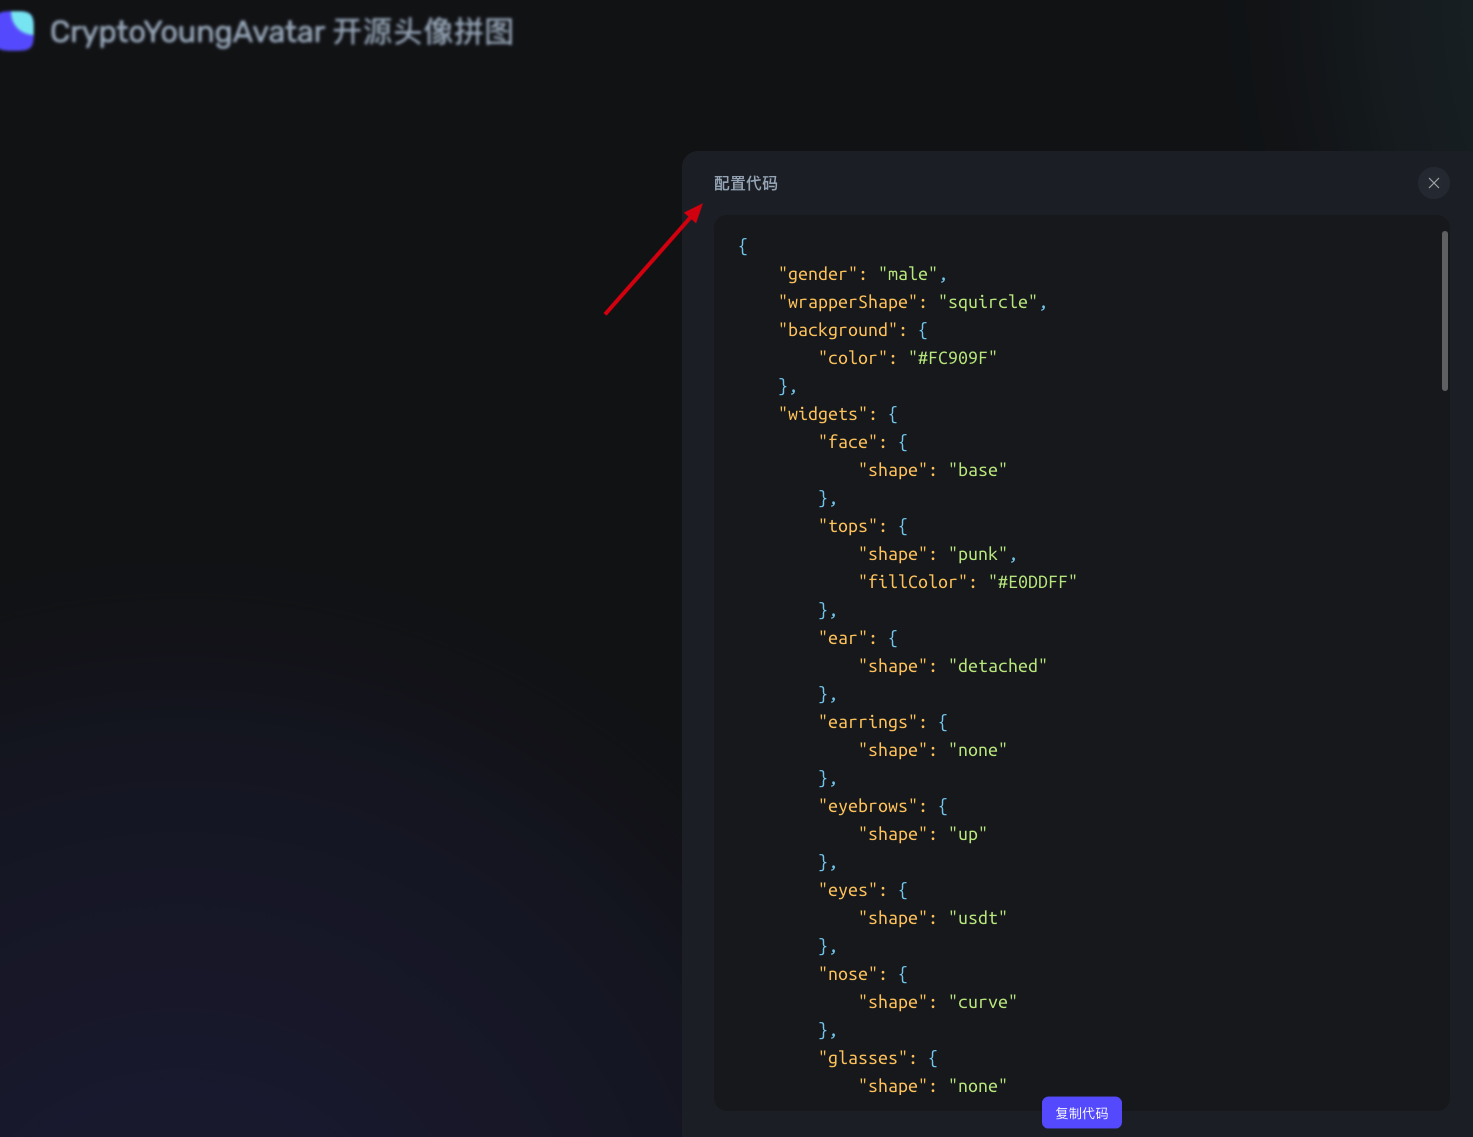 CryptoYoungAvatar 开源头像拼图
配置代码
{
"gender": "male",
"wrapperShape": "squircle",
"background": {
"color": "#FC909F"
},
"widgets": {
"face": {
"shape": "base"
},
"tops": {
"shape": "punk",
"fillColor": "#E0DDFF"
},
"ear": {
"shape": "detached"
},
"earrings": {
"shape": "none"
},
"eyebrows": {
"shape": "up"
},
"eyes": {
"shape": "usdt"
},
"nose": {
"shape": "curve"
},
"glasses": {
"shape": "none"
复制代码